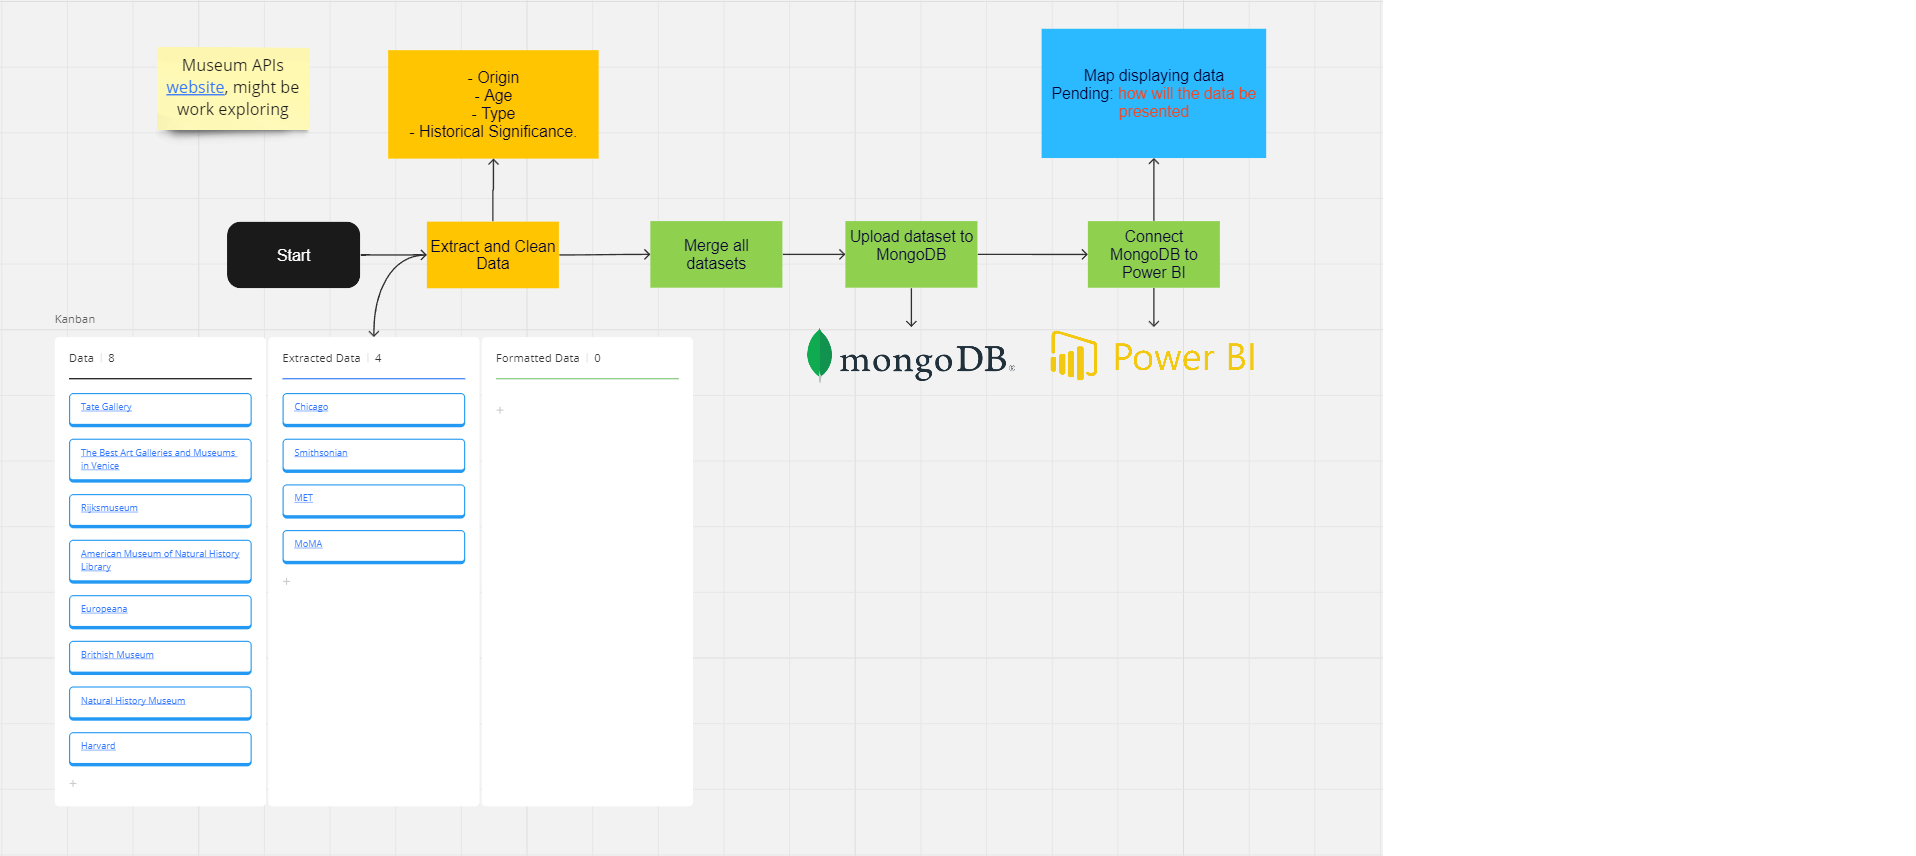 Museum APIs
website, might be
work exploring
- Origin
- Age
- Type
- Historical Significance.
Map displaying data
Pending: how will the data be
presented
Start
Extract and Clean
Data
Merge all
datasets
Upload dataset to
MongoDB
Connect
MongoDB to
Power BI
mongoDB®
Power BI
Kanban
Data 8
Tate Gallery
The Best Art Galleries and Museums
in Venice
Rijksmuseum
American Museum of Natural History
Library
Europeana
Brithish Museum
Natural History Museum
Harvard
+
Extracted Data 4
Chicago
Smithsonian
MET
MoMA
+
Formatted Data 0
+